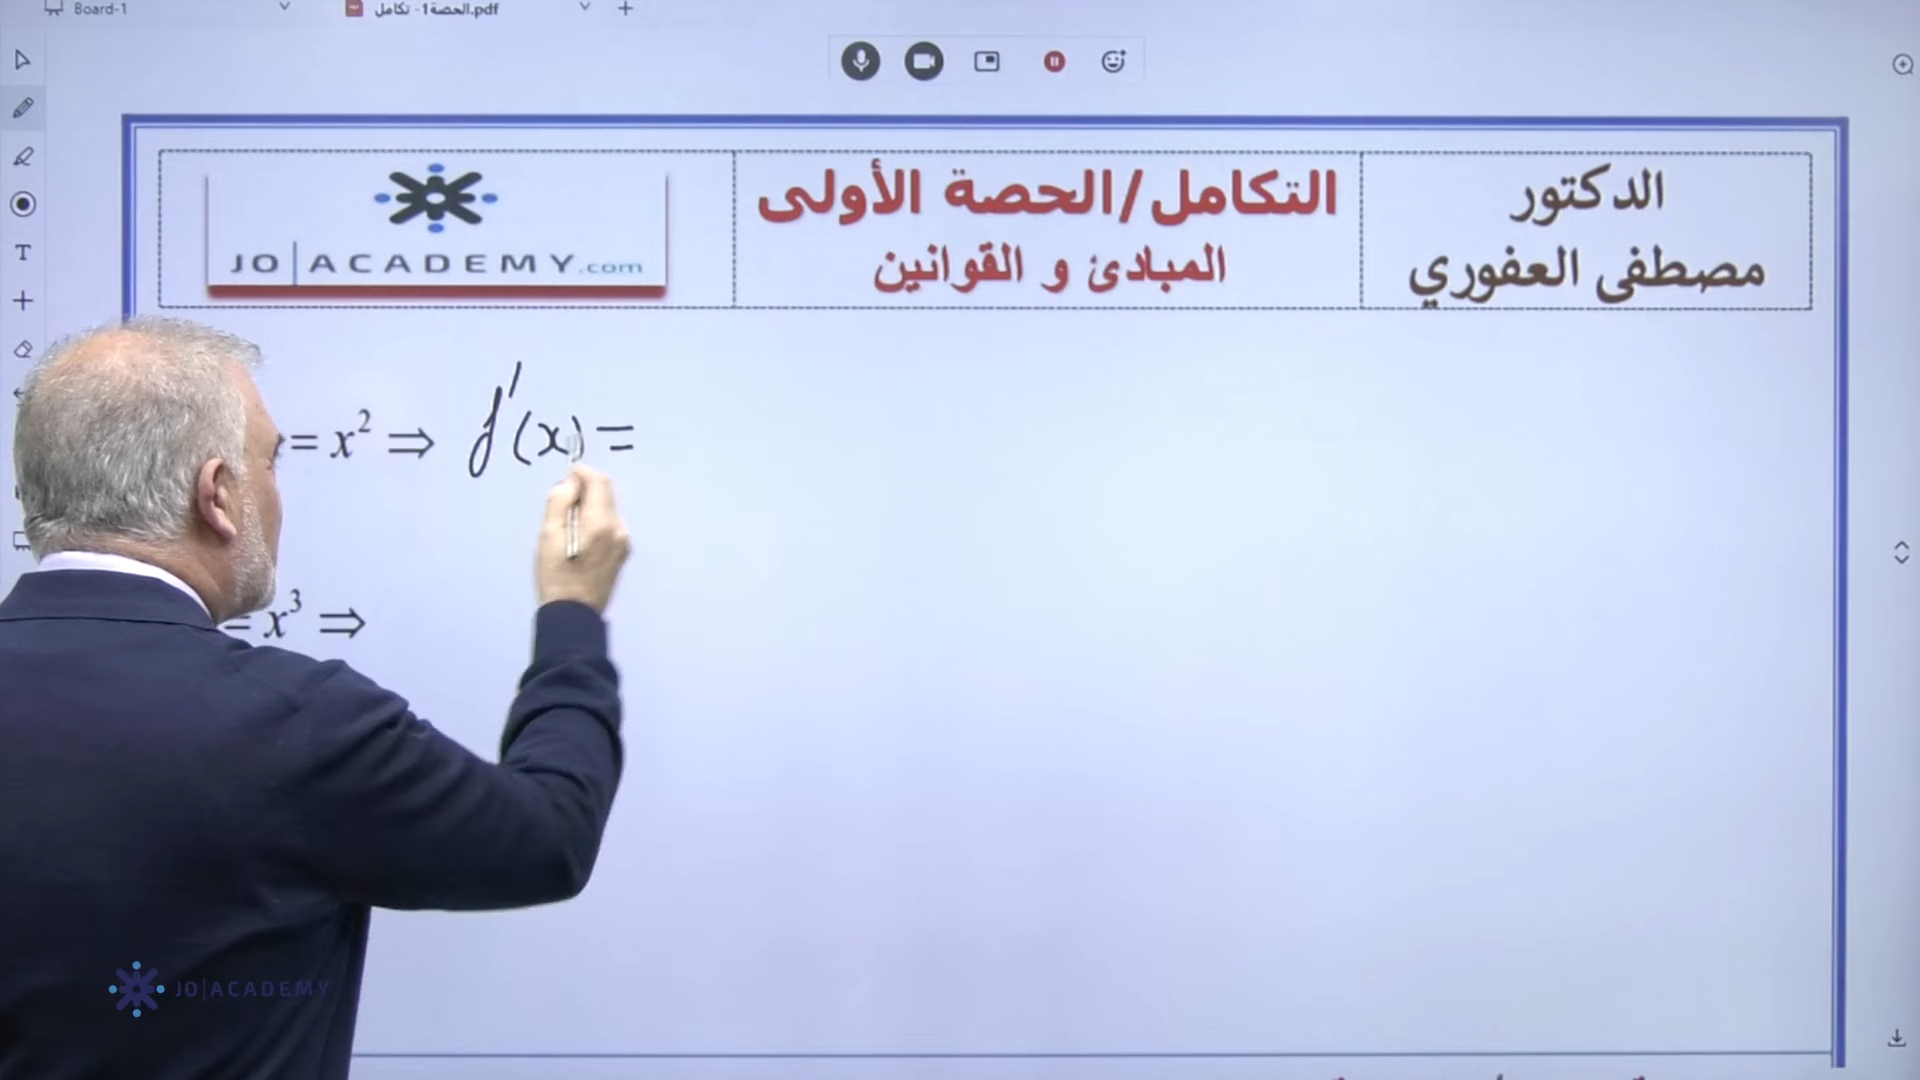 Board-1
الحصة1- تكامل.pdf
الدكتور
مصطفى العفوري
التكامل/الحصة الأولى
المبادئ و القوانين
JO|ACADEMY.com
= x² ⇒ f'(x) =
= x³ ⇒
T
JO|ACADEMY